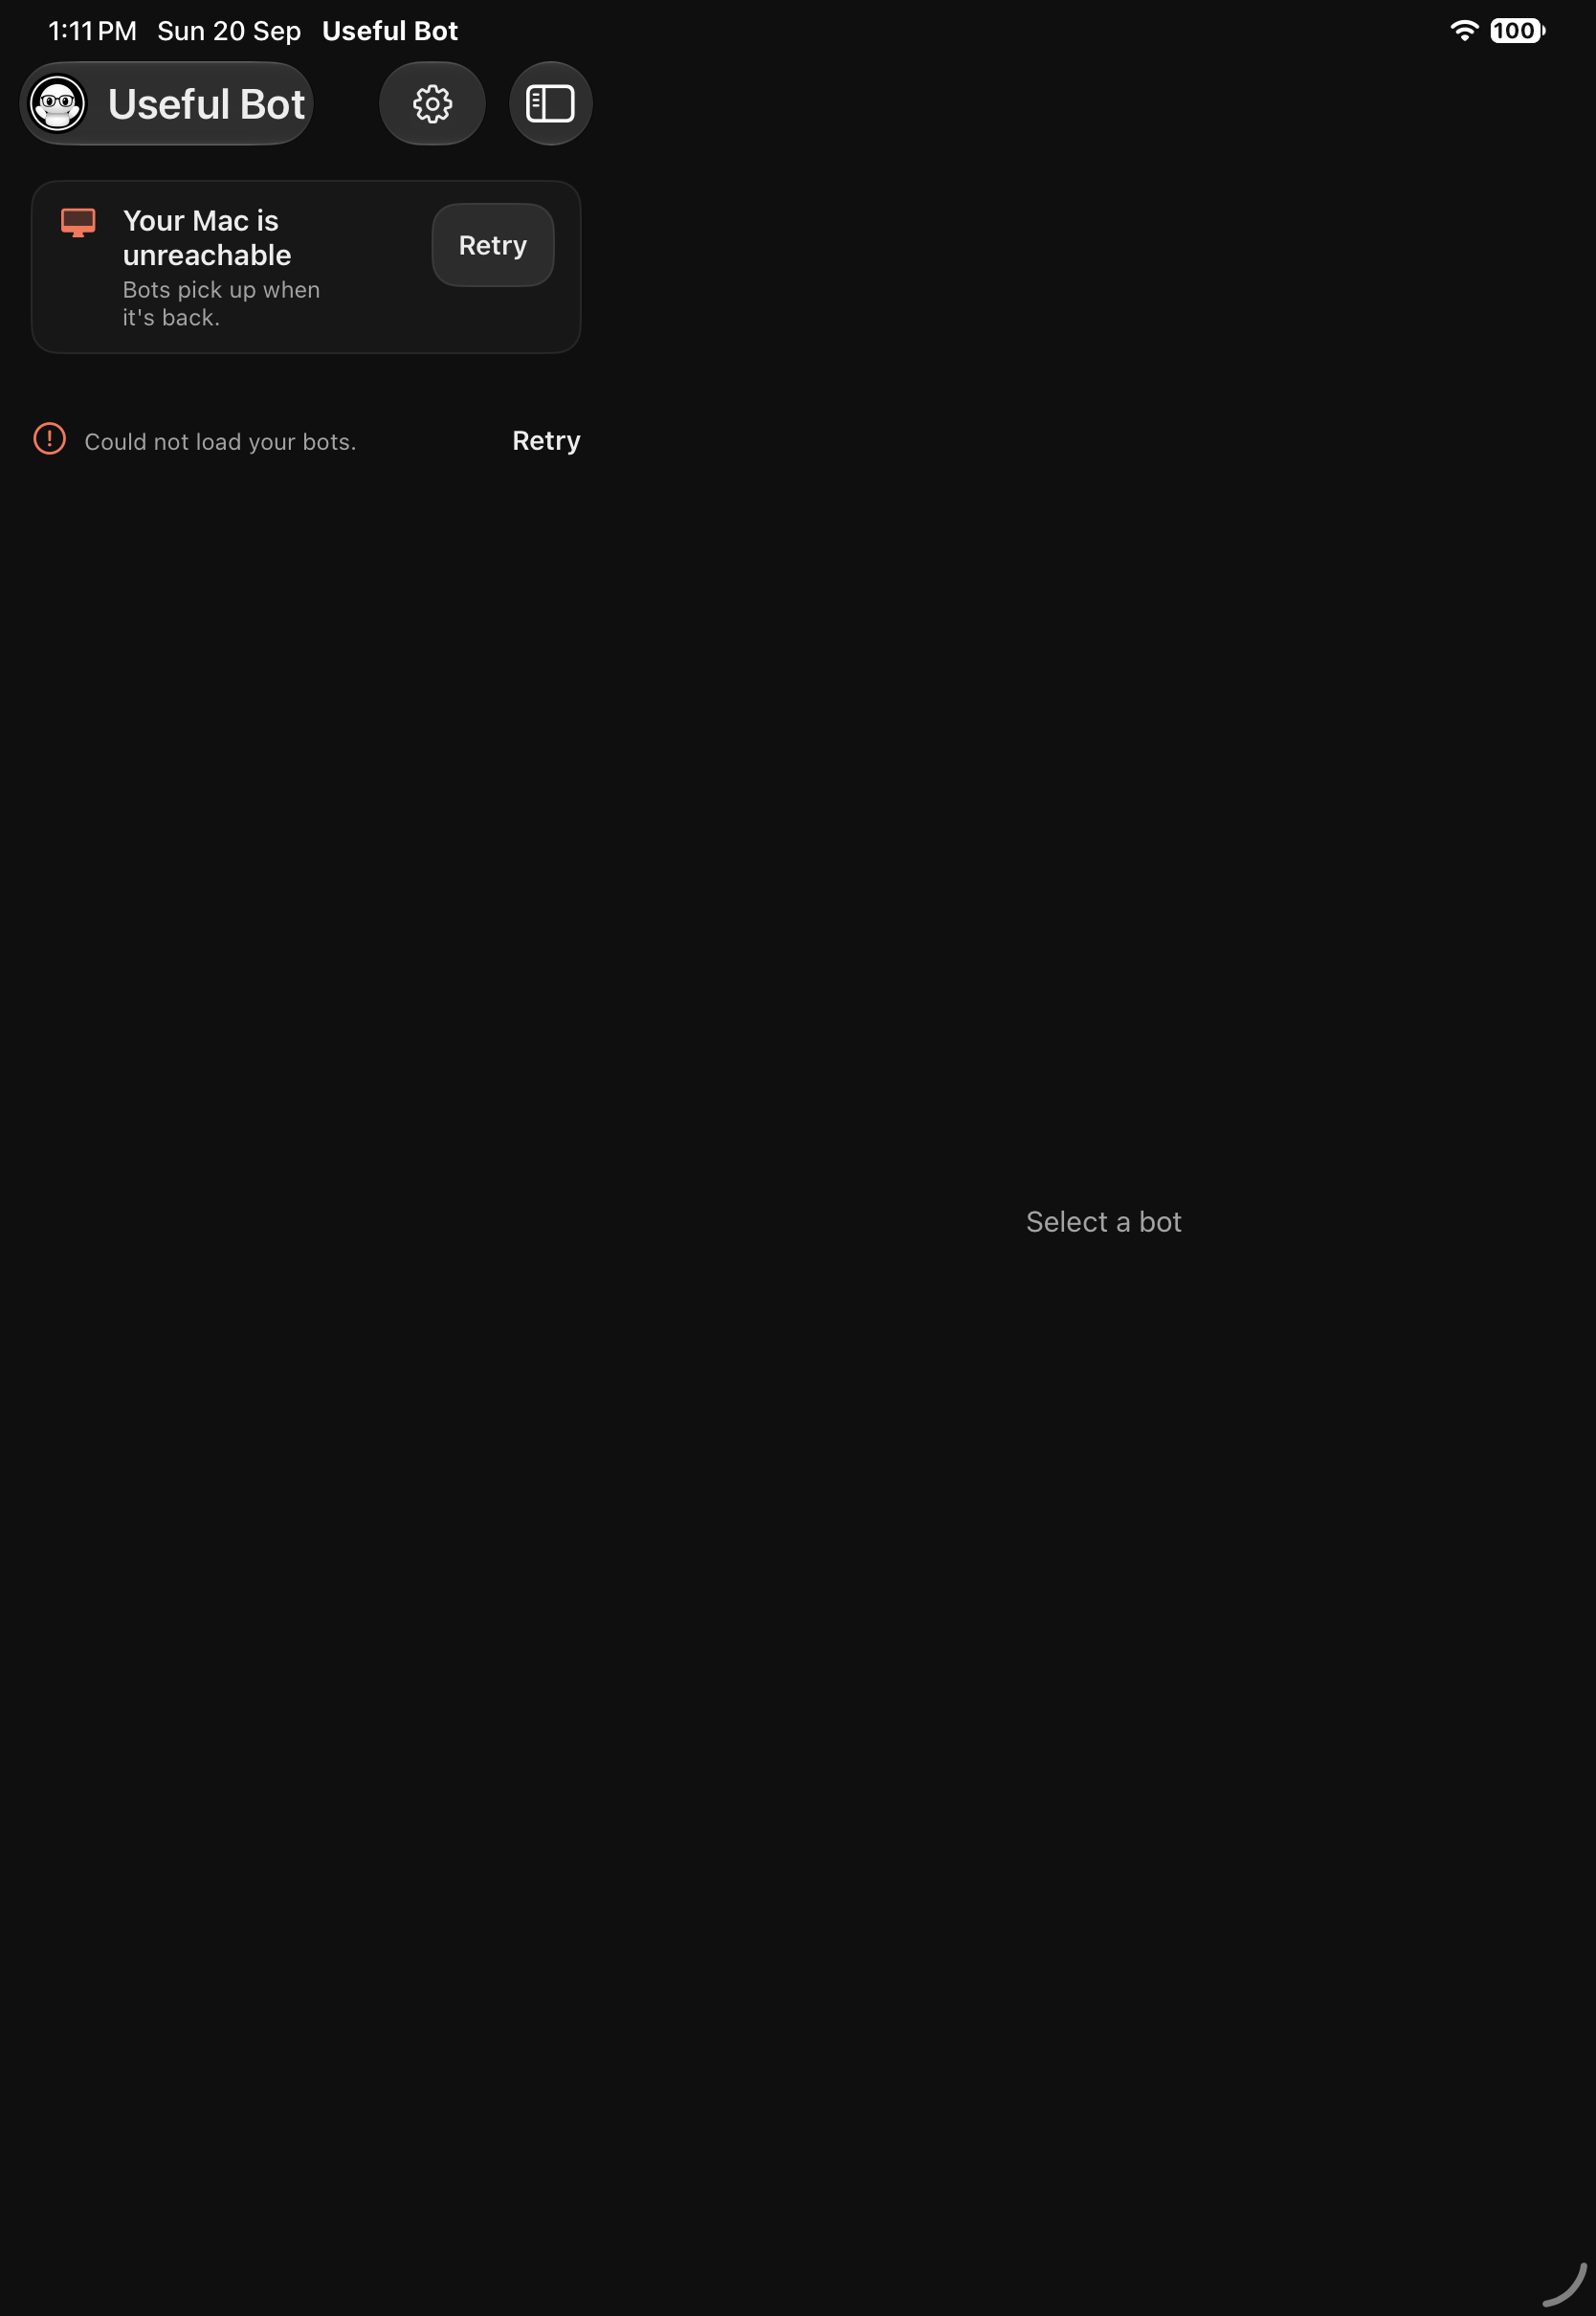 1:11 PM Sun 20 Sep Useful Bot
100
Useful Bot
Your Mac is
unreachable
Bots pick up when
it's back.
Retry
Could not load your bots.
Retry
Select a bot